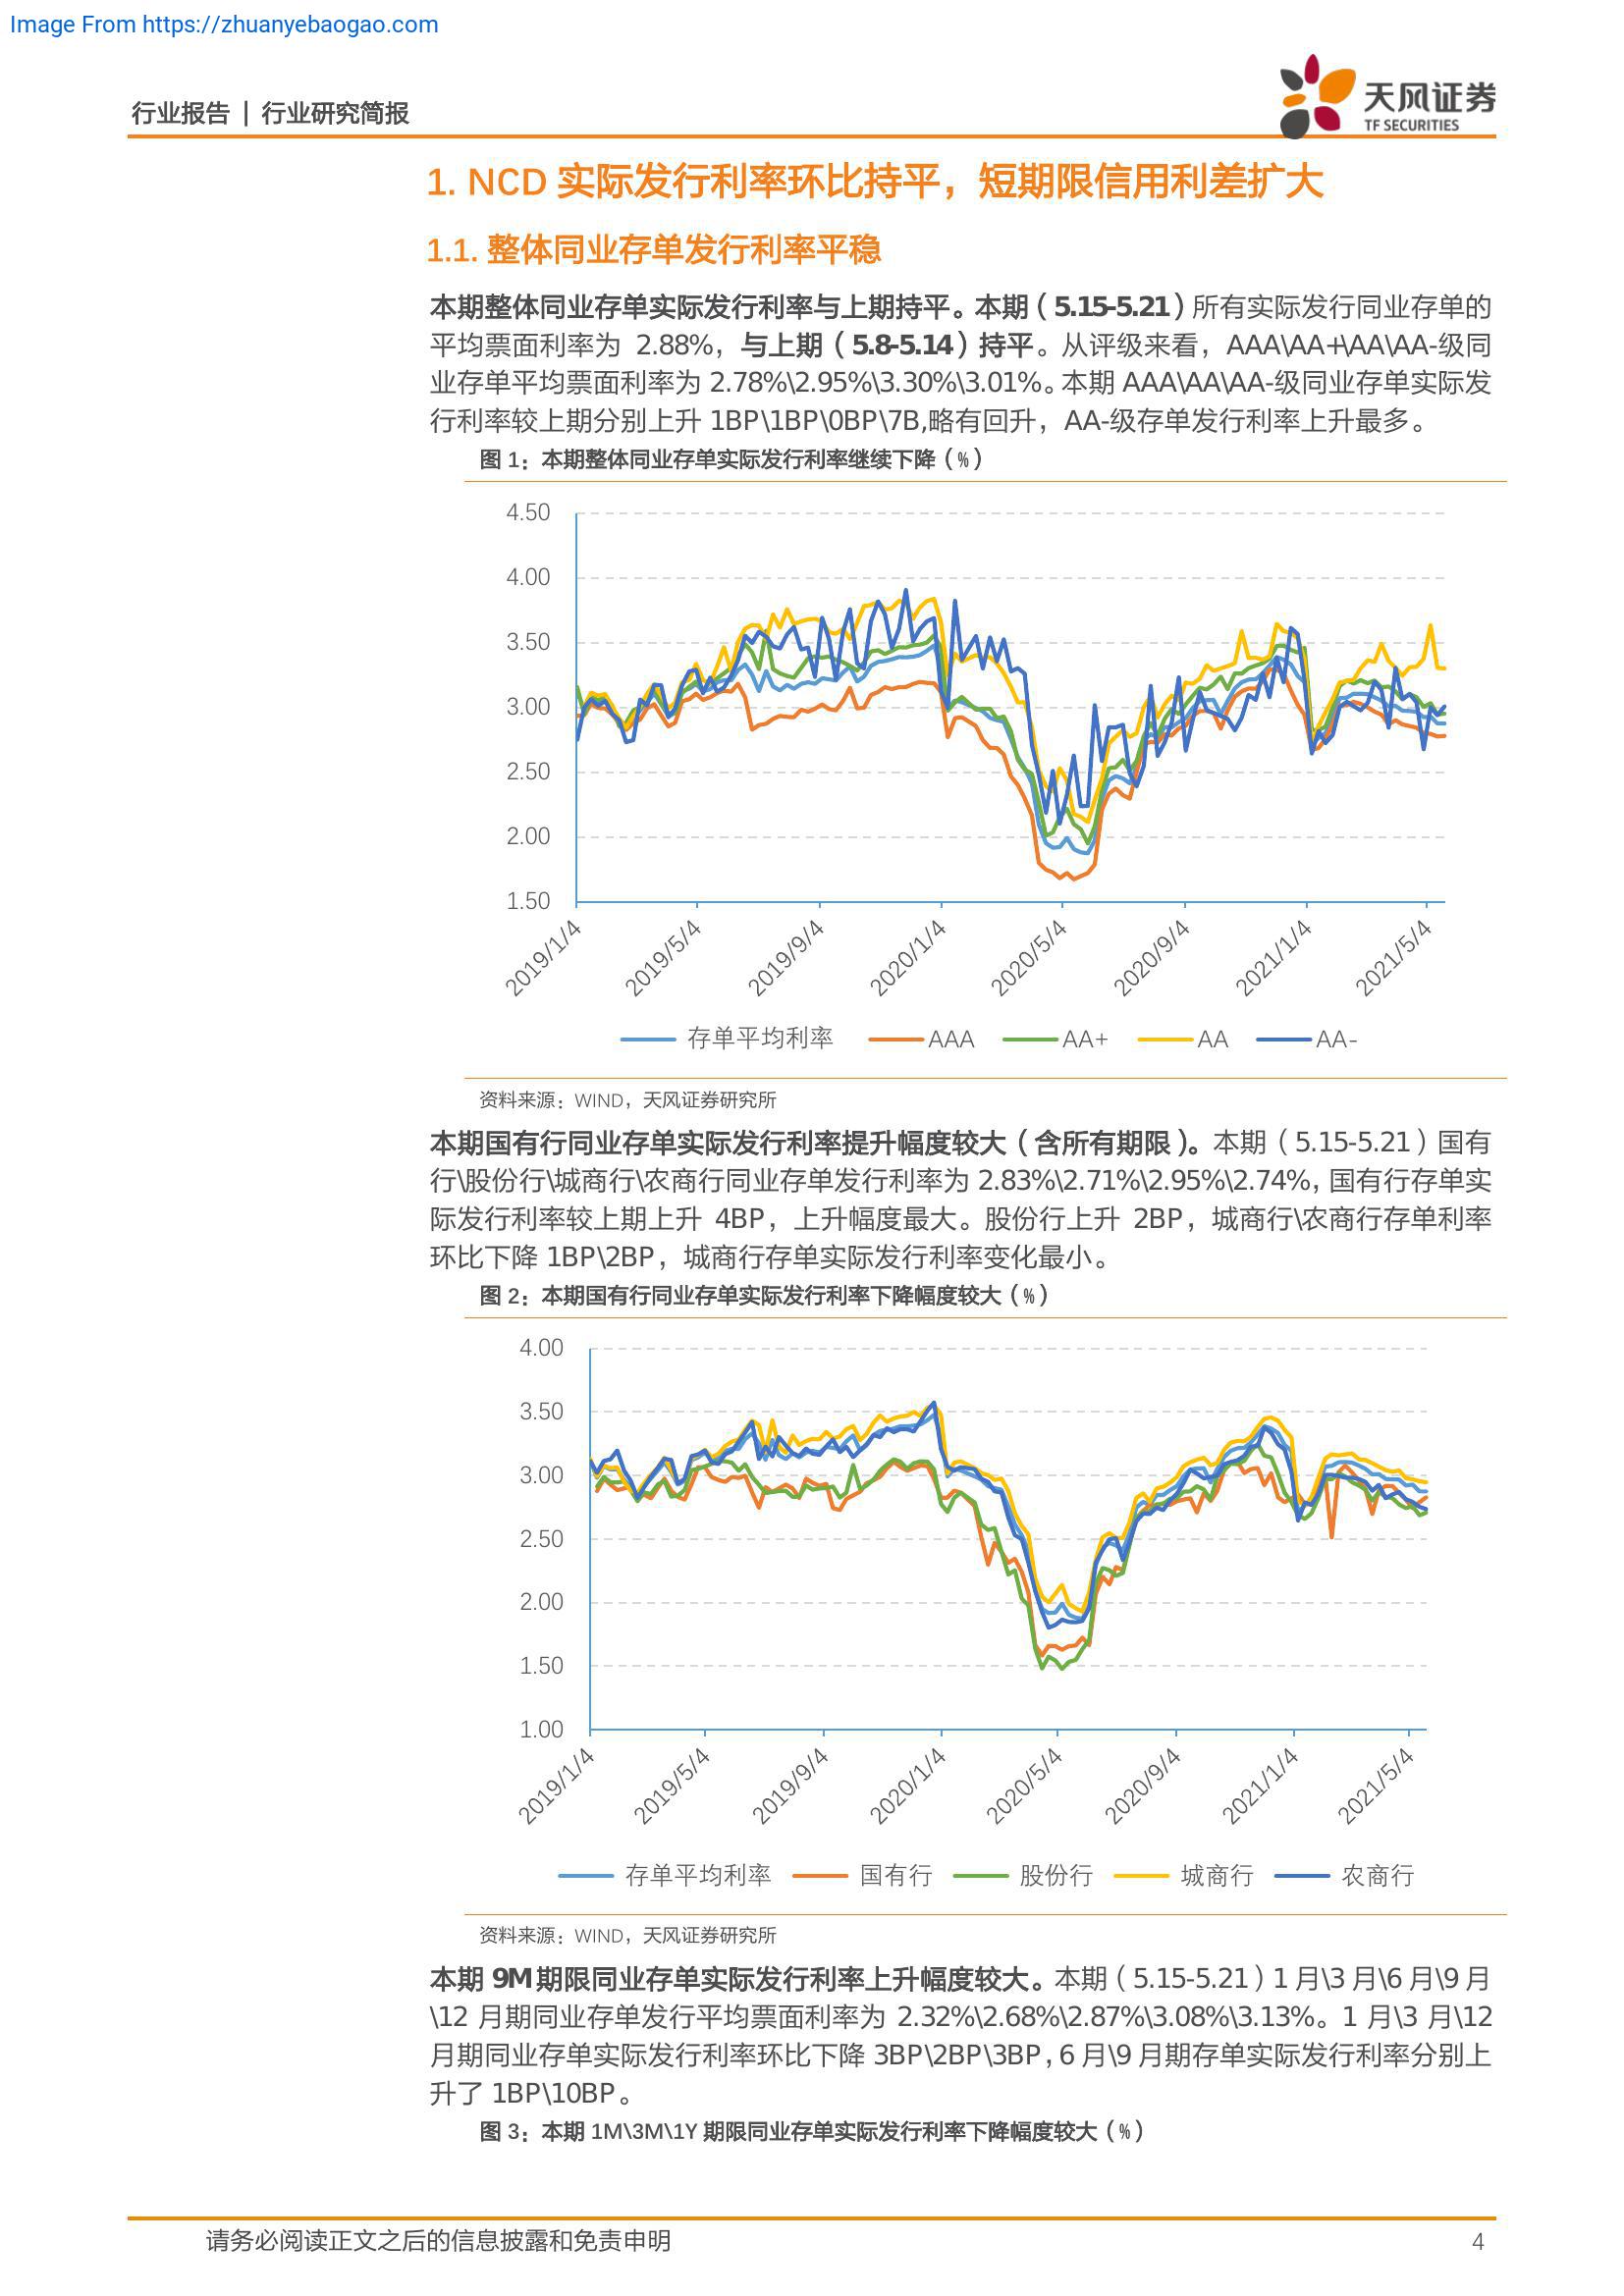 Image From https://zhuanyebaogao.com
行业报告 | 行业研究简报
天风证券
TF SECURITIES
1. NCD 实际发行利率环比持平，短期限信用利差扩大
1.1. 整体同业存单发行利率平稳
本期整体同业存单实际发行利率与上期持平。本期（5.15-5.21）所有实际发行同业存单的
平均票面利率为 2.88%，与上期（5.8-5.14）持平。从评级来看，AAA\AA+\AA\AA-级同
业存单平均票面利率为 2.78%\2.95%\3.30%\3.01%。本期 AAA\AA\AA-级同业存单实际发
行利率较上期分别上升 1BP\1BP\0BP\7B,略有回升，AA-级存单发行利率上升最多。
图 1：本期整体同业存单实际发行利率继续下降（%）
4.50
4.00
3.50
3.00
2.50
2.00
1.50
2019/1/4 2019/5/4 2019/9/4 2020/1/4 2020/5/4 2020/9/4 2021/1/4 2021/5/4
存单平均利率 AAA AA+ AA AA-
资料来源：WIND，天风证券研究所
本期国有行同业存单实际发行利率提升幅度较大（含所有期限）。本期（5.15-5.21）国有
行\股份行\城商行\农商行同业存单发行利率为 2.83%\2.71%\2.95%\2.74%，国有行存单实
际发行利率较上期上升 4BP，上升幅度最大。股份行上升 2BP，城商行\农商行存单利率
环比下降 1BP\2BP，城商行存单实际发行利率变化最小。
图 2：本期国有行同业存单实际发行利率下降幅度较大（%）
4.00
3.50
3.00
2.50
2.00
1.50
1.00
2019/1/4 2019/5/4 2019/9/4 2020/1/4 2020/5/4 2020/9/4 2021/1/4 2021/5/4
存单平均利率 国有行 股份行 城商行 农商行
资料来源：WIND，天风证券研究所
本期 9M 期限同业存单实际发行利率上升幅度较大。本期（5.15-5.21）1 月\3 月\6 月\9 月
\12 月期同业存单发行平均票面利率为 2.32%\2.68%\2.87%\3.08%\3.13%。1 月\3 月\12
月期同业存单实际发行利率环比下降 3BP\2BP\3BP，6 月\9 月期存单实际发行利率分别上
升了 1BP\10BP。
图 3：本期 1M\3M\1Y 期限同业存单实际发行利率下降幅度较大（%）
请务必阅读正文之后的信息披露和免责申明 4